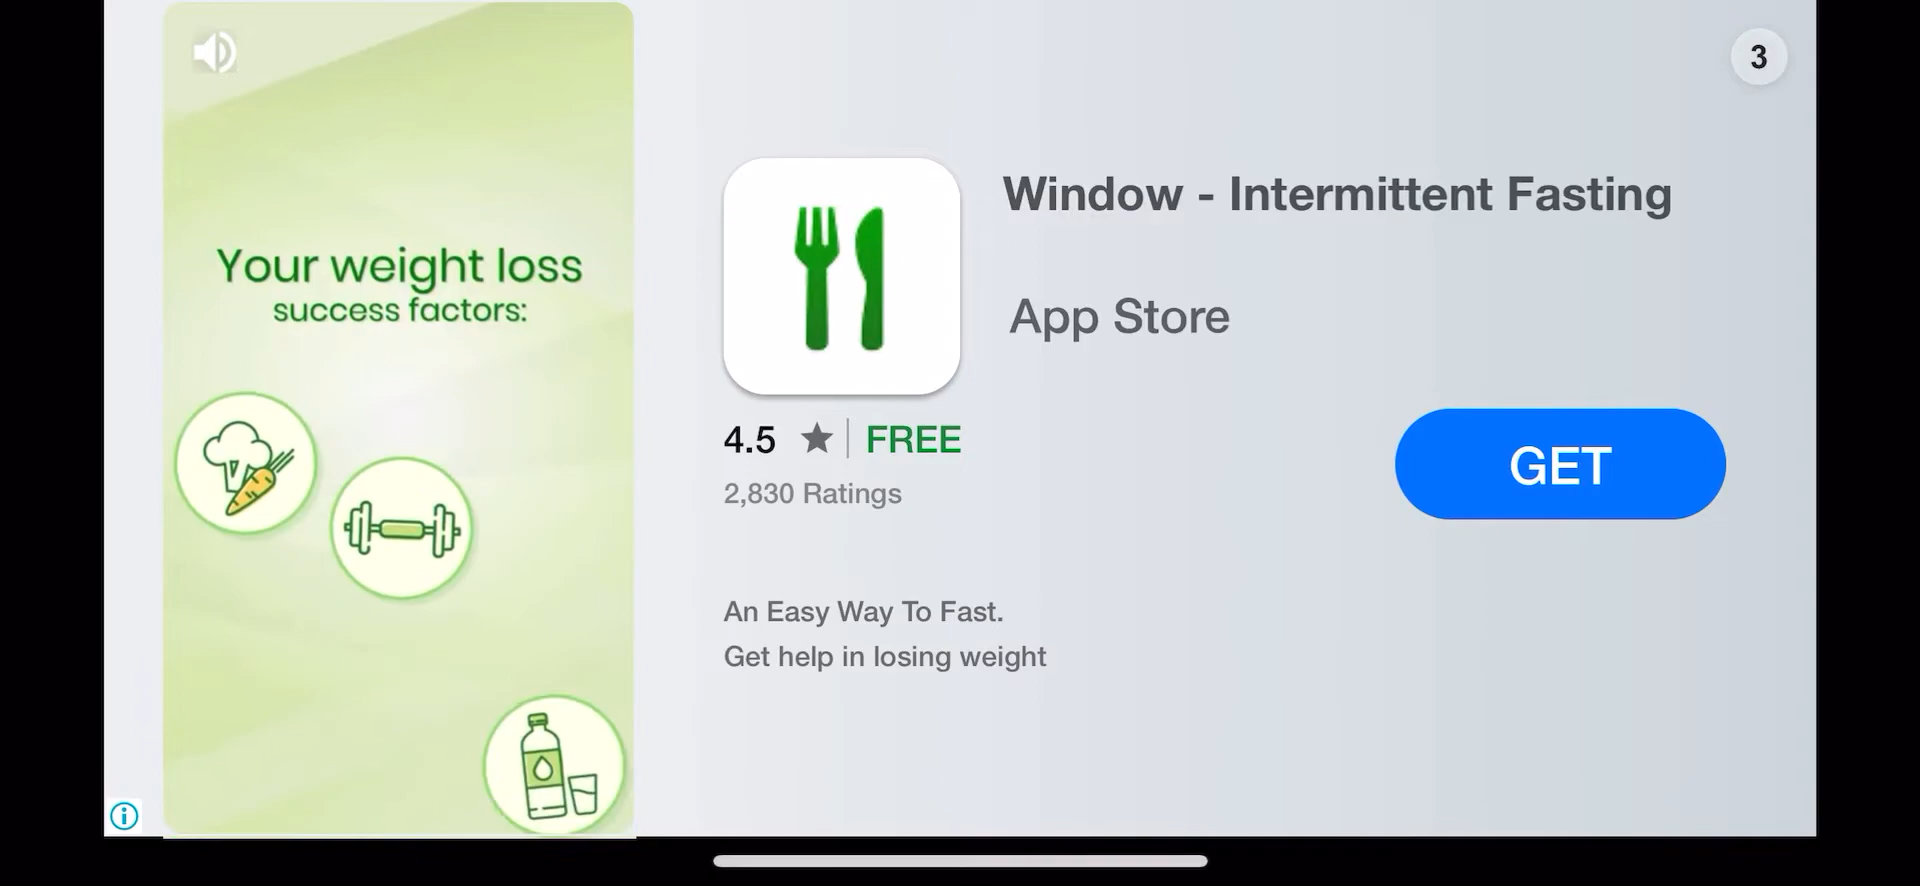 Your weight loss
success factors:
3
Window - Intermittent Fasting
App Store
4.5 ★ | FREE
2,830 Ratings
GET
An Easy Way To Fast.
Get help in losing weight